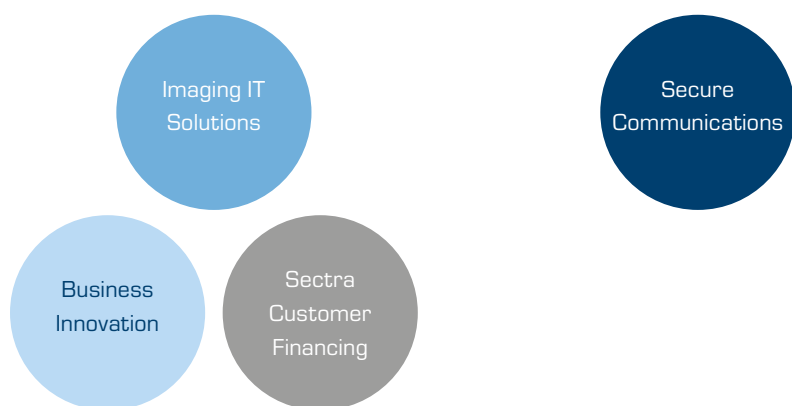 Imaging IT
Solutions
Secure
Communications
Business
Innovation
Sectra
Customer
Financing